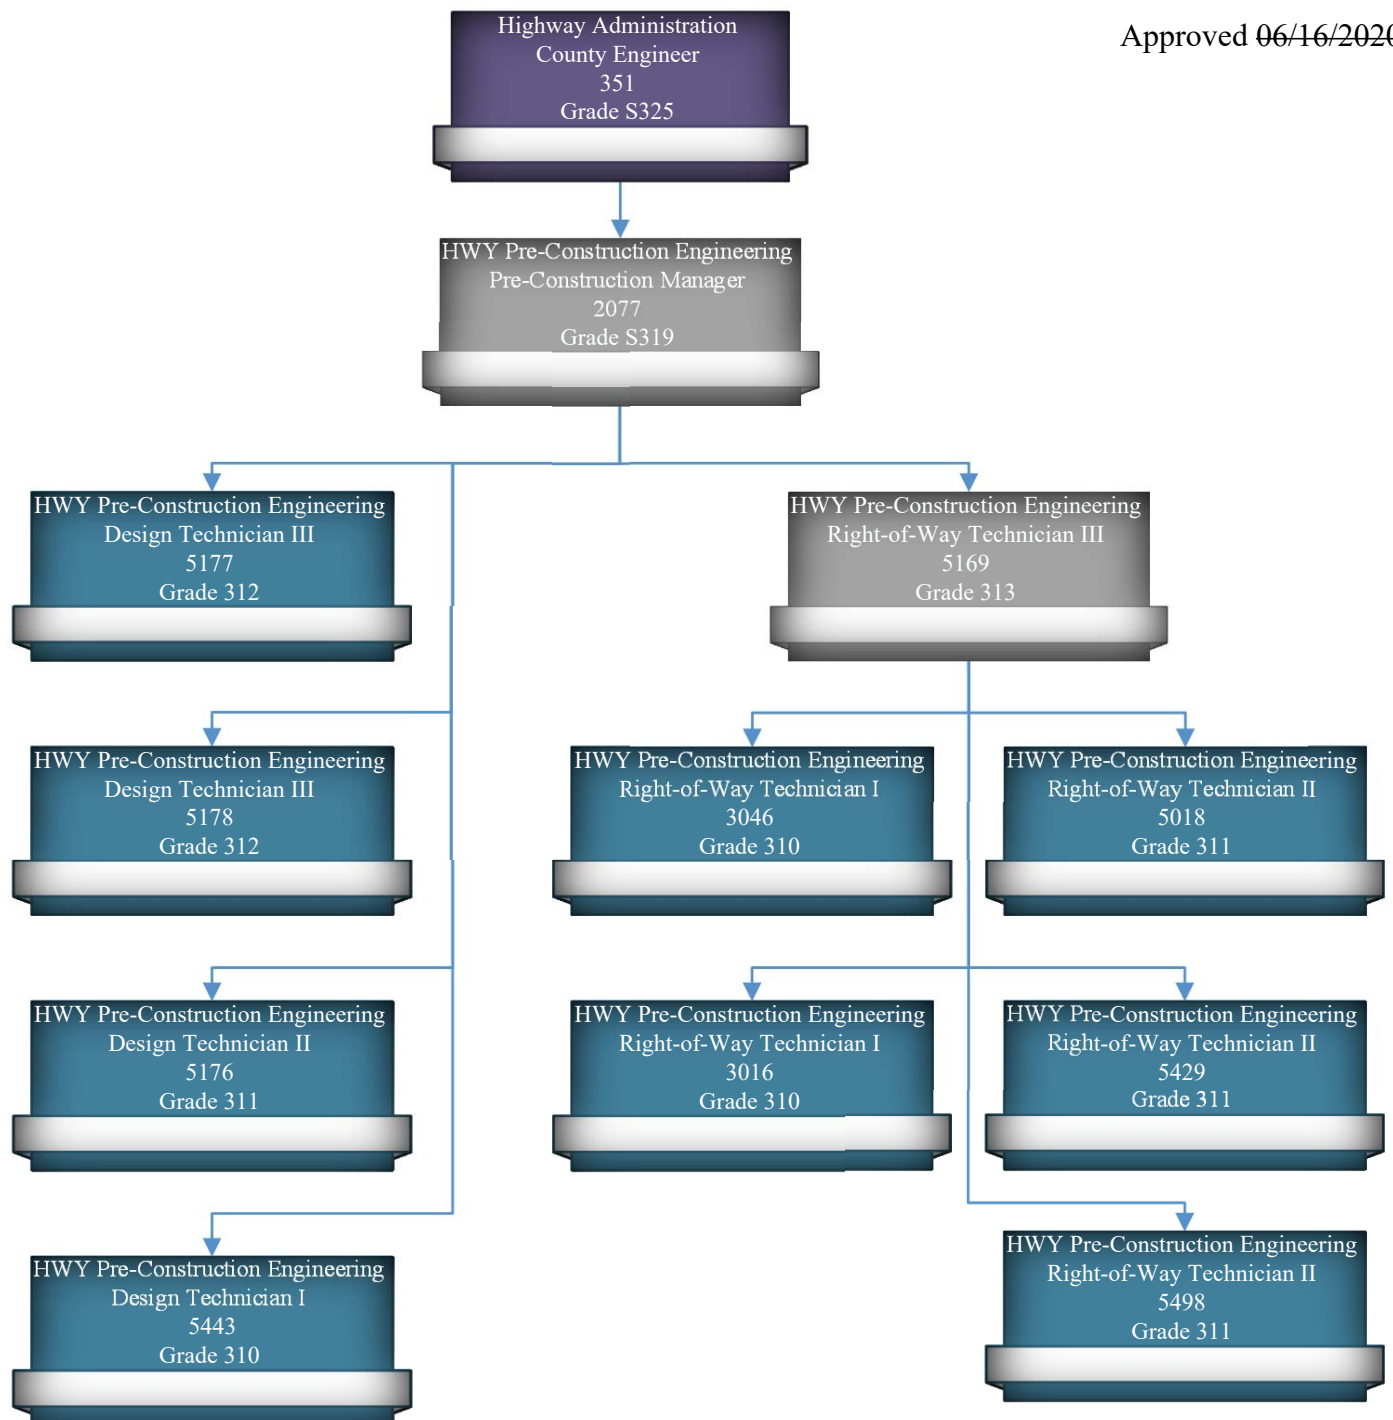 Approved 06/16/2020
Highway Administration
County Engineer
351
Grade S325
HWY Pre-Construction Engineering
Pre-Construction Manager
2077
Grade S319
HWY Pre-Construction Engineering
Design Technician III
5177
Grade 312
HWY Pre-Construction Engineering
Right-of-Way Technician III
5169
Grade 313
HWY Pre-Construction Engineering
Design Technician III
5178
Grade 312
HWY Pre-Construction Engineering
Right-of-Way Technician I
3046
Grade 310
HWY Pre-Construction Engineering
Right-of-Way Technician II
5018
Grade 311
HWY Pre-Construction Engineering
Design Technician II
5176
Grade 311
HWY Pre-Construction Engineering
Right-of-Way Technician I
3016
Grade 310
HWY Pre-Construction Engineering
Right-of-Way Technician II
5429
Grade 311
HWY Pre-Construction Engineering
Design Technician I
5443
Grade 310
HWY Pre-Construction Engineering
Right-of-Way Technician II
5498
Grade 311